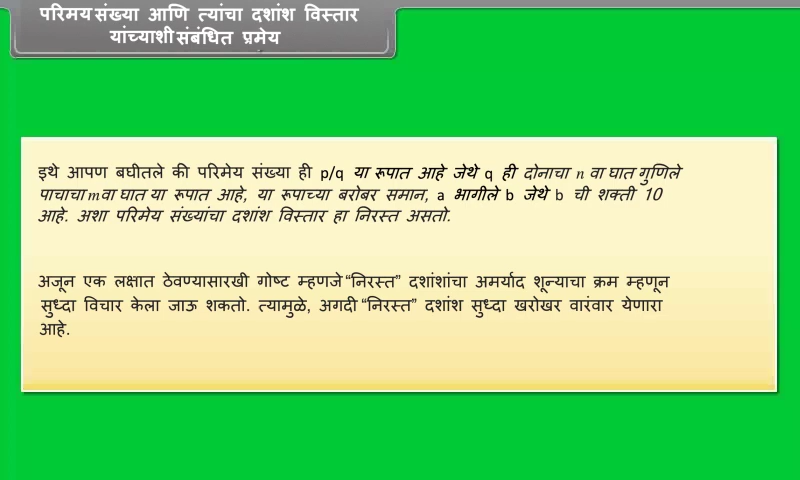 परिमय संख्या आणि त्यांचा दशांश विस्तार
यांच्याशी संबंधित प्रमेय
इथे आपण बघीतले की परिमेय संख्या ही p/q या रूपात आहे जेथे q ही दोनाचा n वा घात गुणिले
पाचाचा m वा घात या रूपात आहे, या रूपाच्या बरोबर समान, a भागीले b जेथे b ची शक्ती 10
आहे. अशा परिमेय संख्यांचा दशांश विस्तार हा निरस्त असतो.
अजून एक लक्षात ठेवण्यासारखी गोष्ट म्हणजे “निरस्त” दशांशांचा अमर्याद शून्याचा क्रम म्हणून
सुध्दा विचार केला जाऊ शकतो. त्यामुळे, अगदी “निरस्त” दशांश सुध्दा खरोखर वारंवार येणारा
आहे.